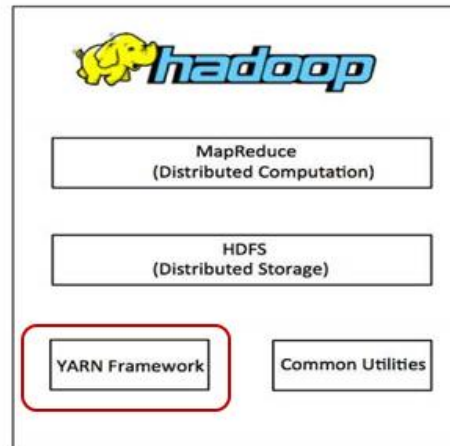 hadoop
MapReduce
(Distributed Computation)
HDFS
(Distributed Storage)
YARN Framework
Common Utilities